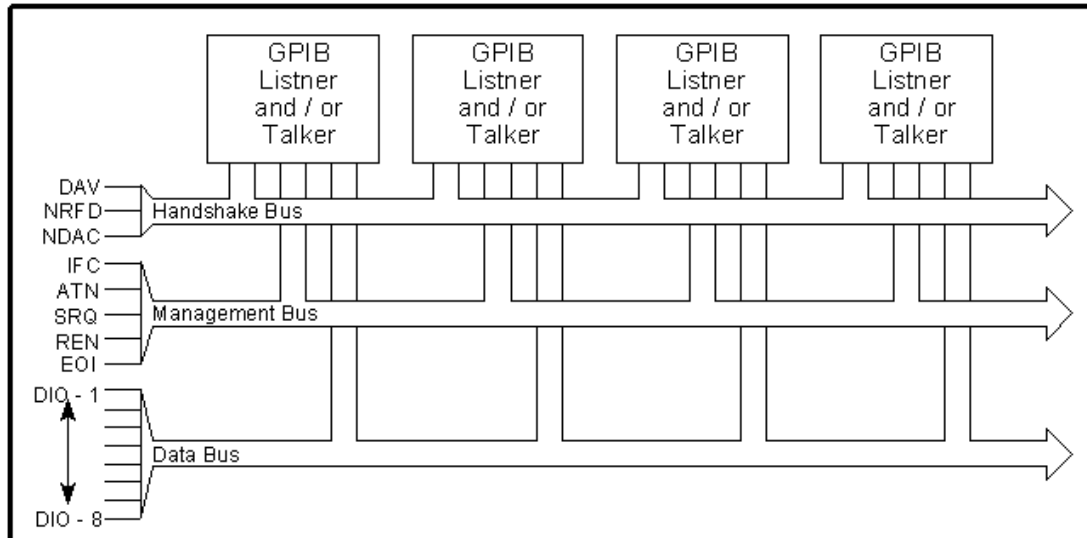 GPIB
Listner
and / or
Talker
GPIB
Listner
and / or
Talker
GPIB
Listner
and / or
Talker
GPIB
Listner
and / or
Talker
DAV
NRFD
NDAC
Handshake Bus
IFC
ATN
SRQ
REN
EOI
Management Bus
DIO - 1
DIO - 8
Data Bus